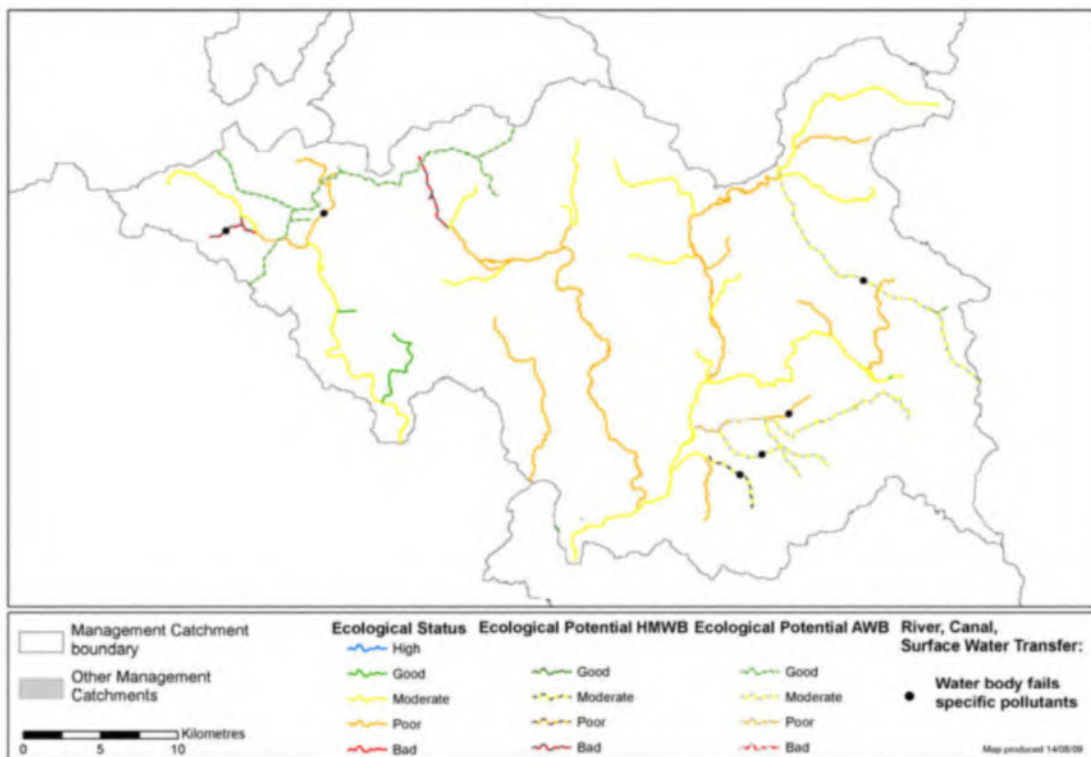 Management Catchment
boundary
Other Management
Catchments
0 5 10 Kilometres
Ecological Status
High
Good
Moderate
Poor
Bad
Ecological Potential HMWB
Good
Moderate
Poor
Bad
Ecological Potential AWB
Good
Moderate
Poor
Bad
River, Canal,
Surface Water Transfer:
Water body fails
specific pollutants
Map produced 14/08/09